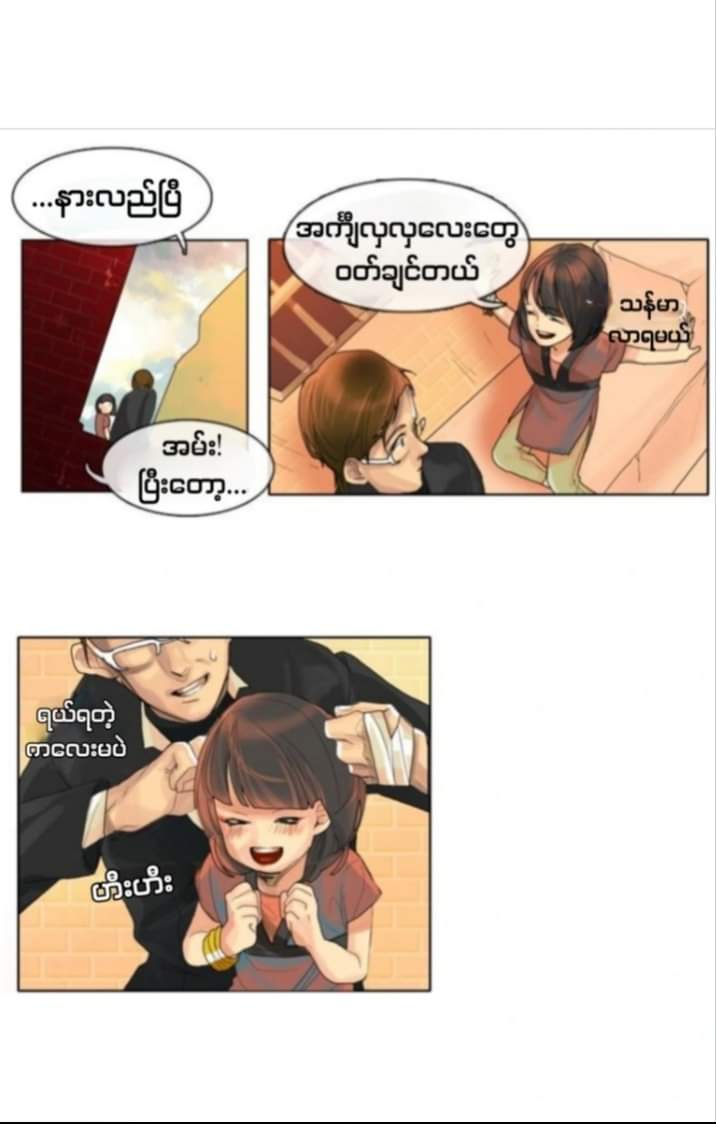 ...နားလည်ပြီ
အမ်း!
ပြီးတော့...
အင်္ကျီလှလှလေးတွေ
ဝတ်ချင်တယ်
သန်မာ
လာရမယ်
ရယ်ရတဲ့
ကလေးမပဲ
ဟီးဟီး